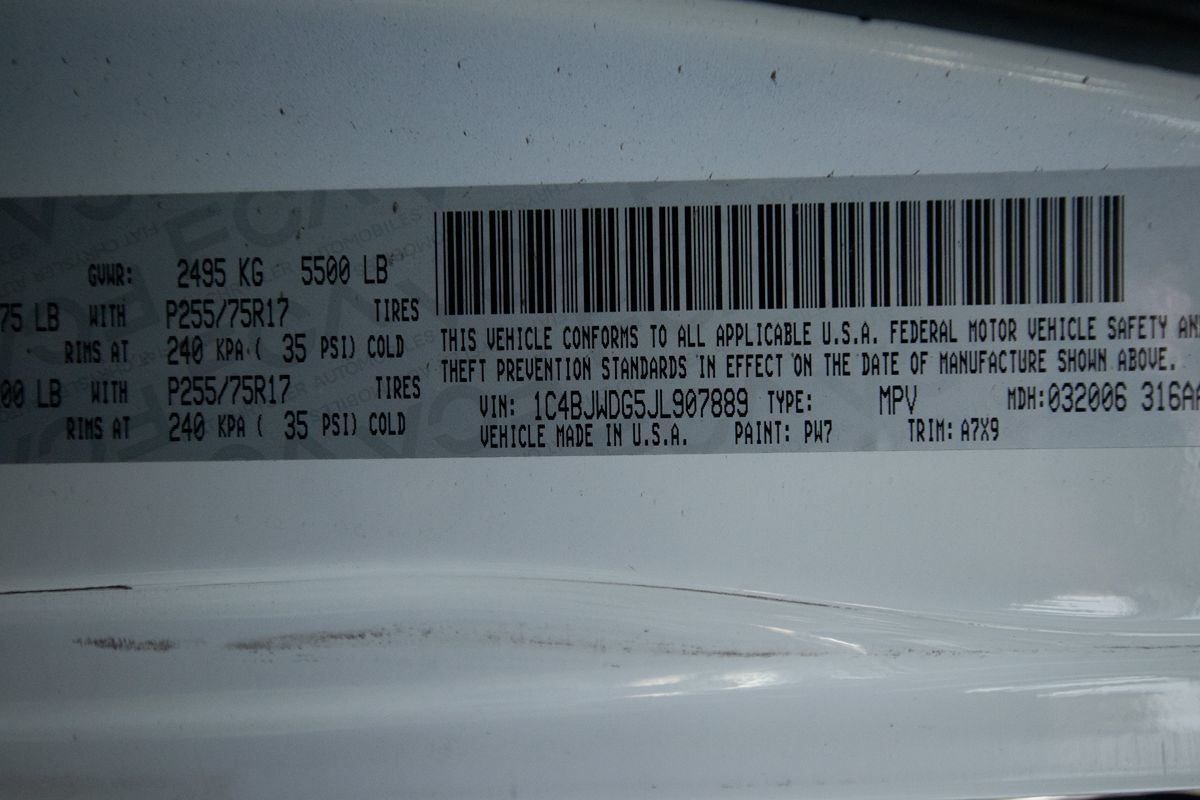 GVWR: 2495 KG 5500 LB
75 LB WITH P255/75R17 TIRES
RIMS AT 240 KPA ( 35 PSI) COLD
00 LB WITH P255/75R17 TIRES
RIMS AT 240 KPA ( 35 PSI) COLD
THIS VEHICLE CONFORMS TO ALL APPLICABLE U.S.A. FEDERAL MOTOR VEHICLE SAFETY AN
THEFT PREVENTION STANDARDS IN EFFECT ON THE DATE OF MANUFACTURE SHOWN ABOVE.
VIN: 1C4BJWDG5JL907889 TYPE: MPV MDH:032006 316AA
VEHICLE MADE IN U.S.A. PAINT: PW7 TRIM: A7X9